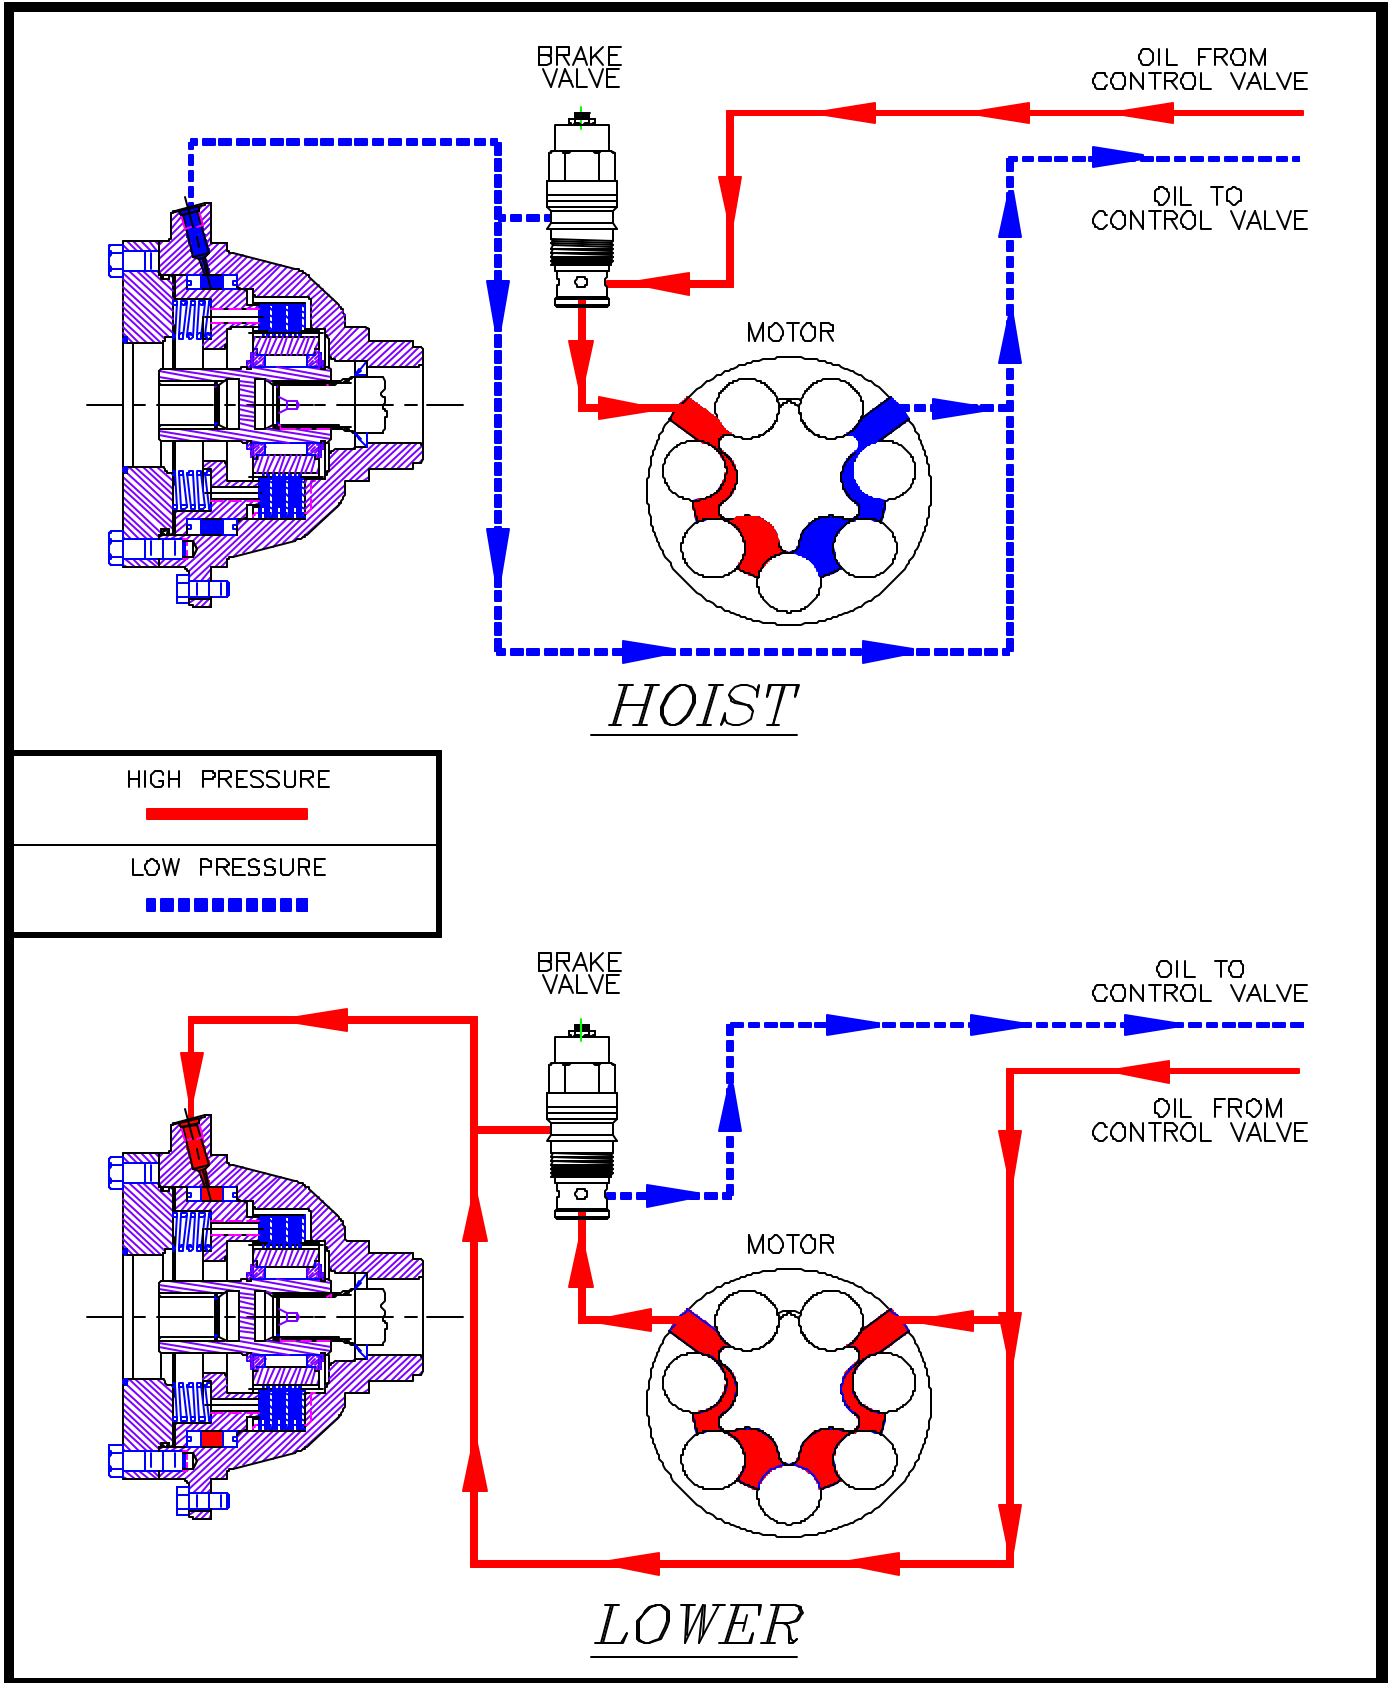 BRAKE
VALVE
OIL FROM
CONTROL VALVE
OIL TO
CONTROL VALVE
MOTOR
HOIST
HIGH PRESSURE
LOW PRESSURE
BRAKE
VALVE
OIL TO
CONTROL VALVE
OIL FROM
CONTROL VALVE
MOTOR
LOWER